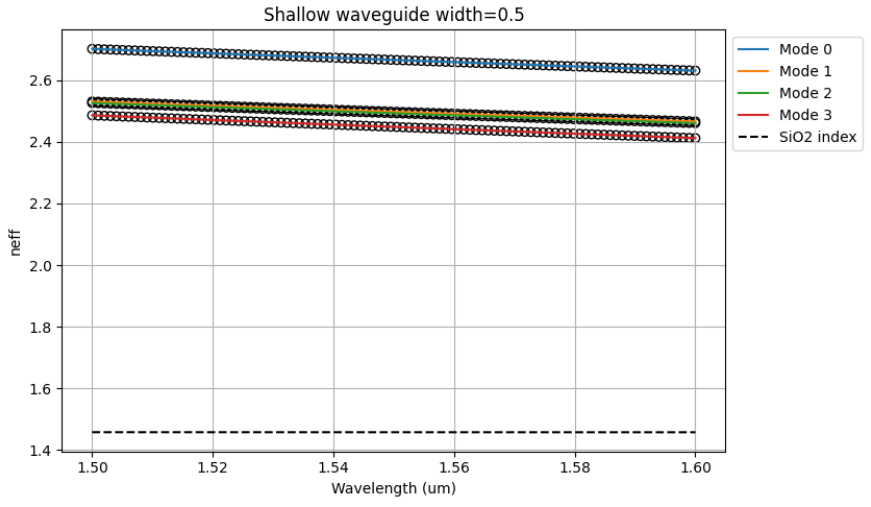 Shallow waveguide width=0.5
Mode 0
Mode 1
Mode 2
Mode 3
SiO2 index
neff
2.6
2.4
2.2
2.0
1.8
1.6
1.4
1.50
1.52
1.54
1.56
1.58
1.60
Wavelength (um)